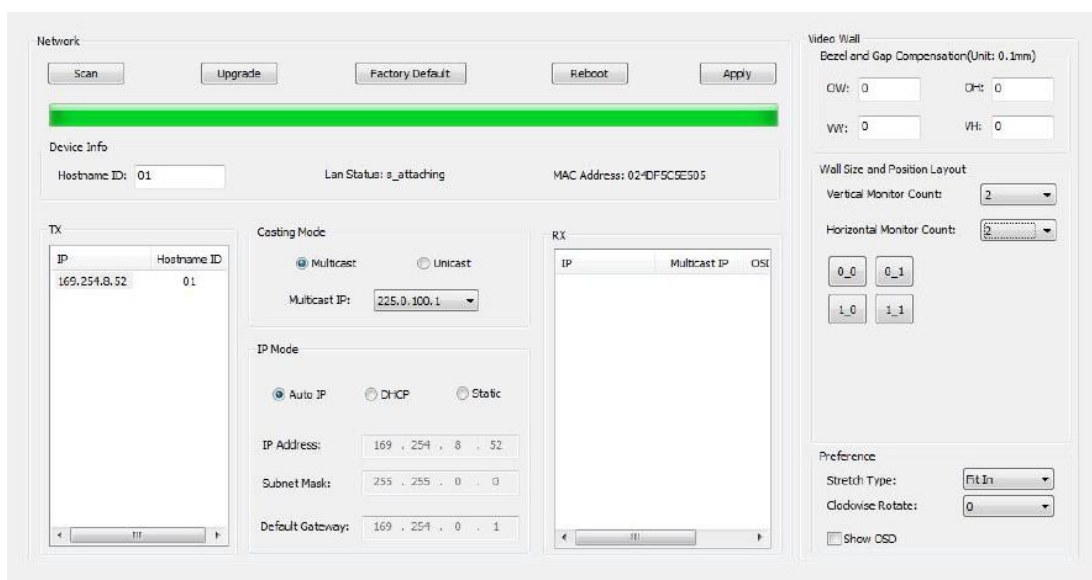 Network
Scan Upgrade Factory Default Reboot Apply
Device Info
Hostname ID: 01 Lan Status: s_attaching MAC Address: 024DF5C5E505
TX
IP Hostname ID
169.254.8.52 01
Casting Mode
Multicast Unicast
Multicast IP: 225.0.100.1
IP Mode
Auto IP DHCP Static
IP Address: 169 . 254 . 8 . 52
Subnet Mask: 255 . 255 . 0 . 0
Default Gateway: 169 . 254 . 0 . 1
RX
IP Multicast IP OSD
Video Wall
Bezel and Gap Compensation(Unit: 0.1mm)
OW: 0 OH: 0
VW: 0 VH: 0
Wall Size and Position Layout
Vertical Monitor Count: 2
Horizontal Monitor Count: 2
0_0 0_1
1_0 1_1
Preference
Stretch Type: Fit In
Clockwise Rotate: 0
Show OSD